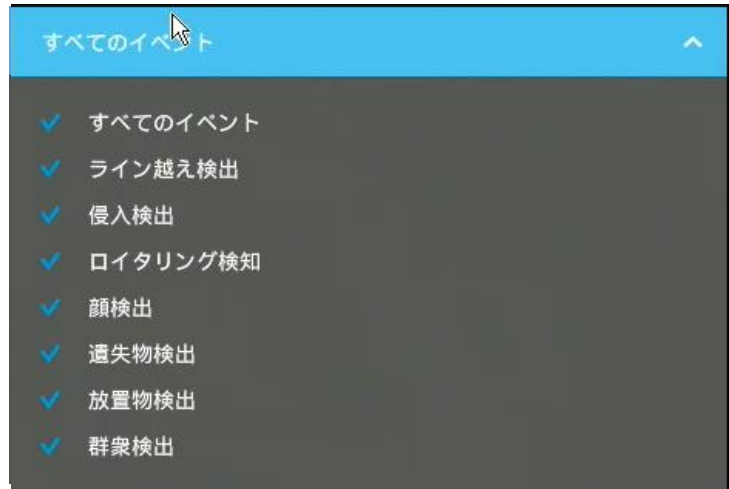 すべてのイベント
すべてのイベント
ライン越え検出
侵入検出
ロイタリング検知
顔検出
遺失物検出
放置物検出
群衆検出